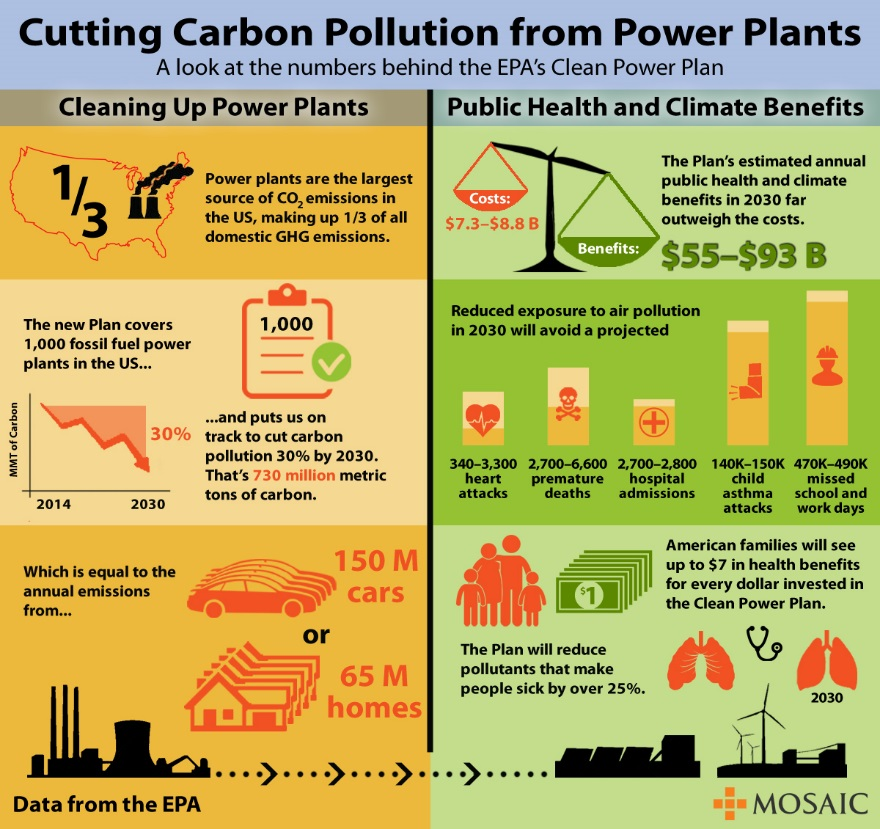 Cutting Carbon Pollution from Power Plants
A look at the numbers behind the EPA's Clean Power Plan
Cleaning Up Power Plants
1/3
Power plants are the largest
source of CO2 emissions in
the US, making up 1/3 of all
domestic GHG emissions.
The new Plan covers
1,000 fossil fuel power
plants in the US...
1,000
MMT of Carbon
30%
2014
2030
...and puts us on
track to cut carbon
pollution 30% by 2030.
That's 730 million metric
tons of carbon.
Which is equal to the
annual emissions
from...
150 M
cars
or
65 M
homes
Data from the EPA
Public Health and Climate Benefits
Costs:
$7.3–$8.8 B
Benefits:
The Plan's estimated annual
public health and climate
benefits in 2030 far
outweigh the costs.
$55–$93 B
Reduced exposure to air pollution
in 2030 will avoid a projected
340–3,300
heart
attacks
2,700–6,600
premature
deaths
2,700–2,800
hospital
admissions
140K–150K
child
asthma
attacks
470K–490K
missed
school and
work days
$1
American families will see
up to $7 in health benefits
for every dollar invested in
the Clean Power Plan.
The Plan will reduce
pollutants that make
people sick by over 25%.
2030
MOSAIC